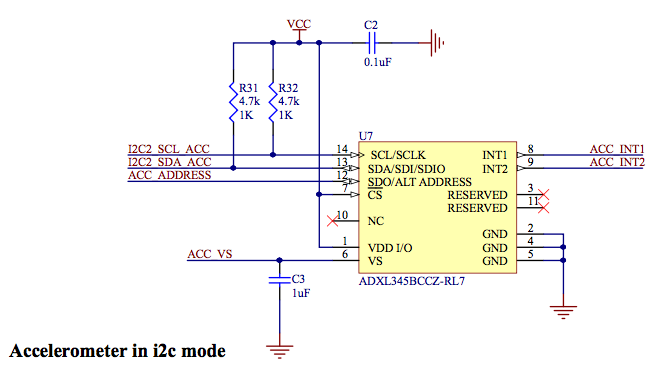 VCC
C2
0.1uF
R31
4.7k
1K
R32
4.7k
1K
U7
I2C2_SCL_ACC
I2C2_SDA_ACC
ACC_ADDRESS
14
13
12
7
10
1
6
SCL/SCLK
SDA/SDI/SDIO
SDO/ALT ADDRESS
CS
NC
VDD I/O
VS
INT1
INT2
RESERVED
RESERVED
GND
GND
GND
8
9
3
11
2
4
5
ACC_INT1
ACC_INT2
ACC_VS
C3
1uF
ADXL345BCCZ-RL7
Accelerometer in i2c mode